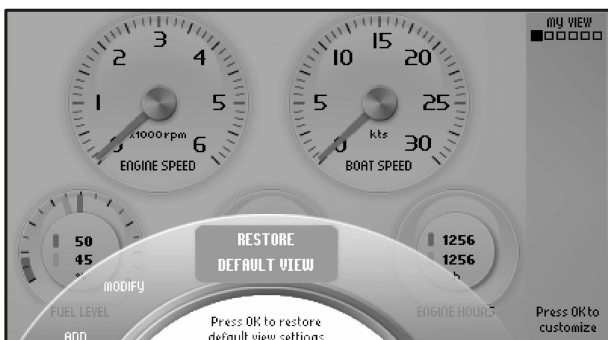 MY VIEW
3
2
4
1
5
x1000rpm
0
6
ENGINE SPEED
15
10
20
5
25
kts
0
30
BOAT SPEED
50
45
1256
1256
h
RESTORE
DEFAULT VIEW
MODIFY
ADD
FUEL LEVEL
ENGINE HOURS
Press OK to restore
default view settings
Press OK to
customize